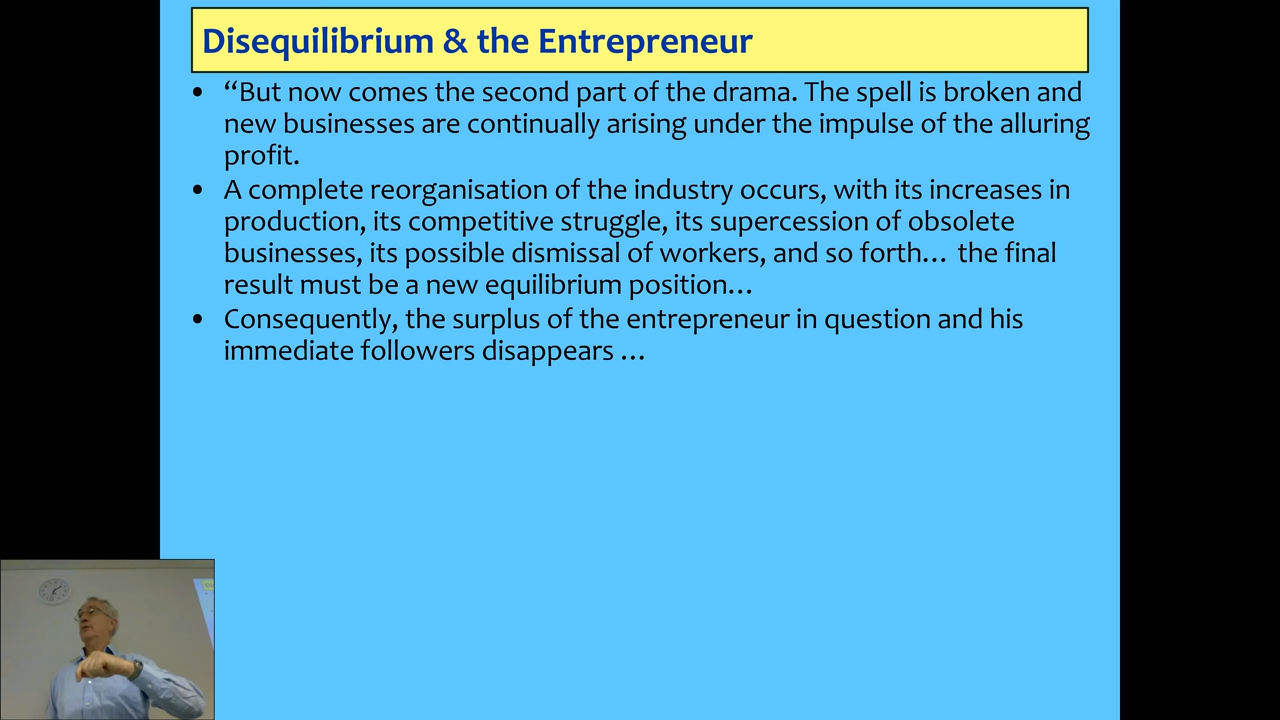 Disequilibrium & the Entrepreneur
• “But now comes the second part of the drama. The spell is broken and
new businesses are continually arising under the impulse of the alluring
profit.
• A complete reorganisation of the industry occurs, with its increases in
production, its competitive struggle, its supercession of obsolete
businesses, its possible dismissal of workers, and so forth… the final
result must be a new equilibrium position…
• Consequently, the surplus of the entrepreneur in question and his
immediate followers disappears …